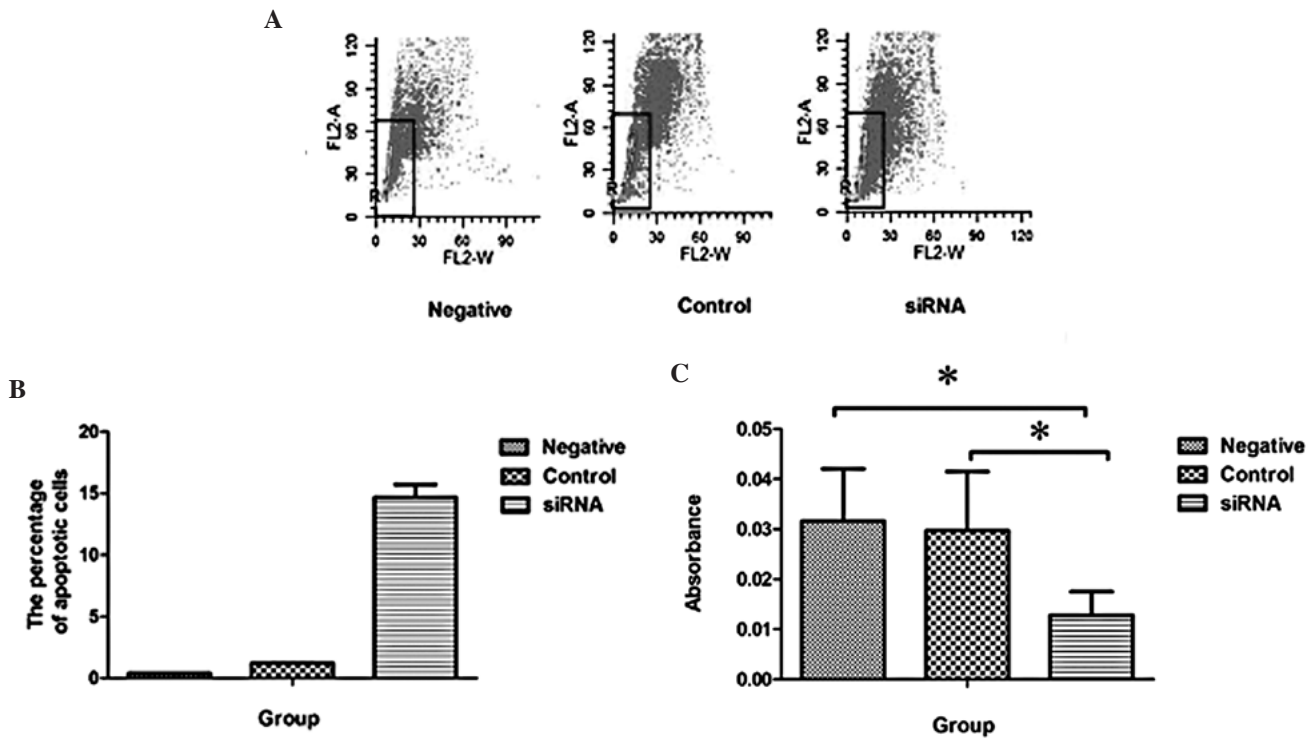 A
120
90
60
30
0
FL2-A
R1
0 30 60 90
FL2-W
Negative
120
90
60
30
0
FL2-A
0 30 60 90
FL2-W
Control
120
90
60
30
0
FL2-A
0 30 60 90 120
FL2-W
siRNA
B
The percentage
of apoptotic cells
20
15
10
5
0
Group
Negative
Control
siRNA
C
*
*
Absorbance
0.05
0.04
0.03
0.02
0.01
0.00
Group
Negative
Control
siRNA